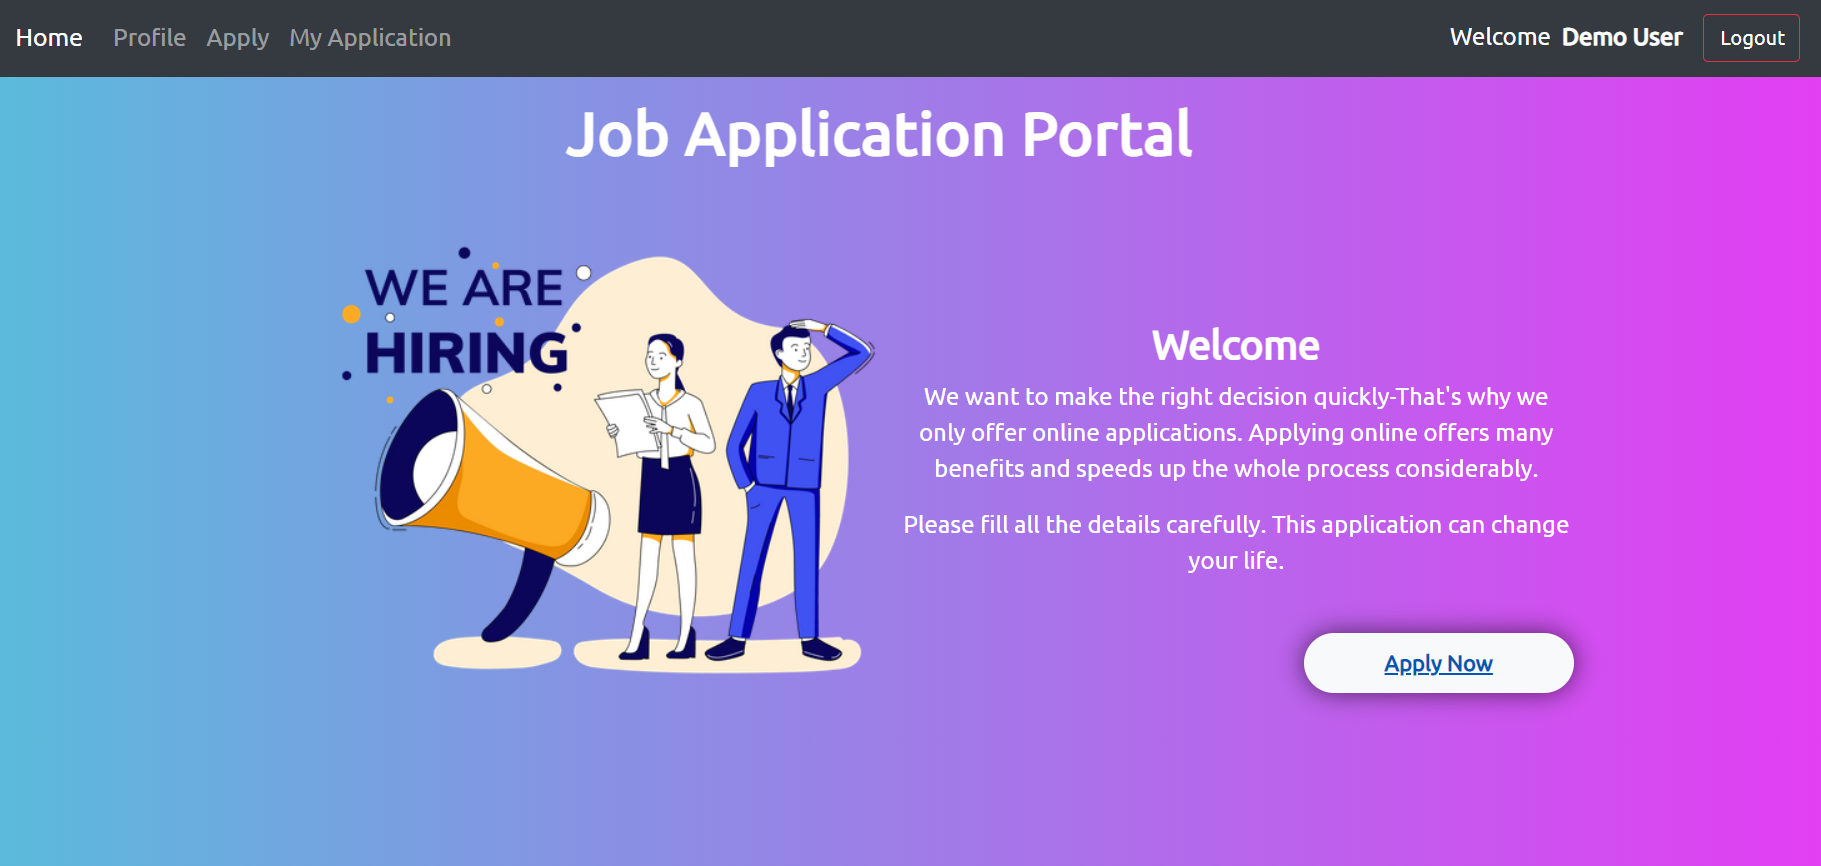 Home Profile Apply My Application Welcome Demo User Logout
Job Application Portal
WE ARE
HIRING
Welcome
We want to make the right decision quickly-That's why we
only offer online applications. Applying online offers many
benefits and speeds up the whole process considerably.
Please fill all the details carefully. This application can change
your life.
Apply Now